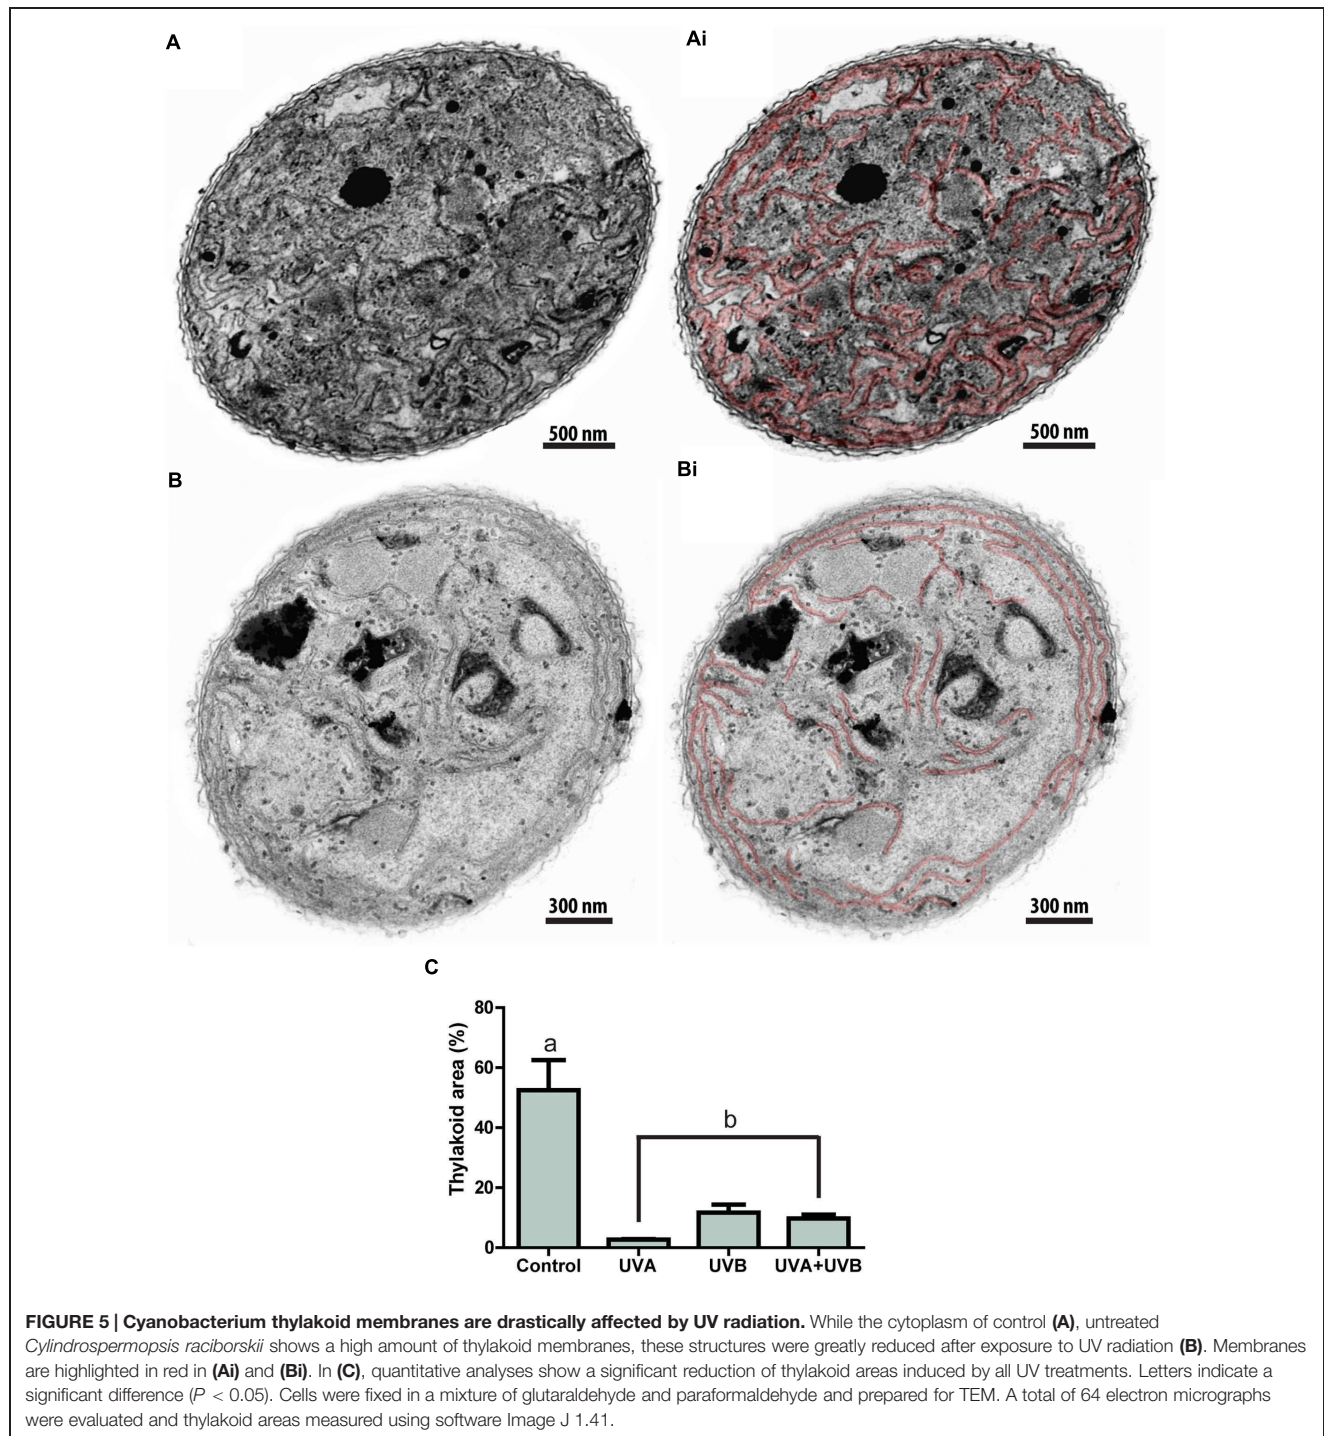 A
Ai
500 nm
500 nm
B
Bi
300 nm
300 nm
C
Thylakoid area (%)
80
60
40
20
0
a
b
Control UVA UVB UVA+UVB
FIGURE 5 | Cyanobacterium thylakoid membranes are drastically affected by UV radiation. While the cytoplasm of control (A), untreated
Cylindrospermopsis raciborskii shows a high amount of thylakoid membranes, these structures were greatly reduced after exposure to UV radiation (B). Membranes
are highlighted in red in (Ai) and (Bi). In (C), quantitative analyses show a significant reduction of thylakoid areas induced by all UV treatments. Letters indicate a
significant difference (P < 0.05). Cells were fixed in a mixture of glutaraldehyde and paraformaldehyde and prepared for TEM. A total of 64 electron micrographs
were evaluated and thylakoid areas measured using software Image J 1.41.